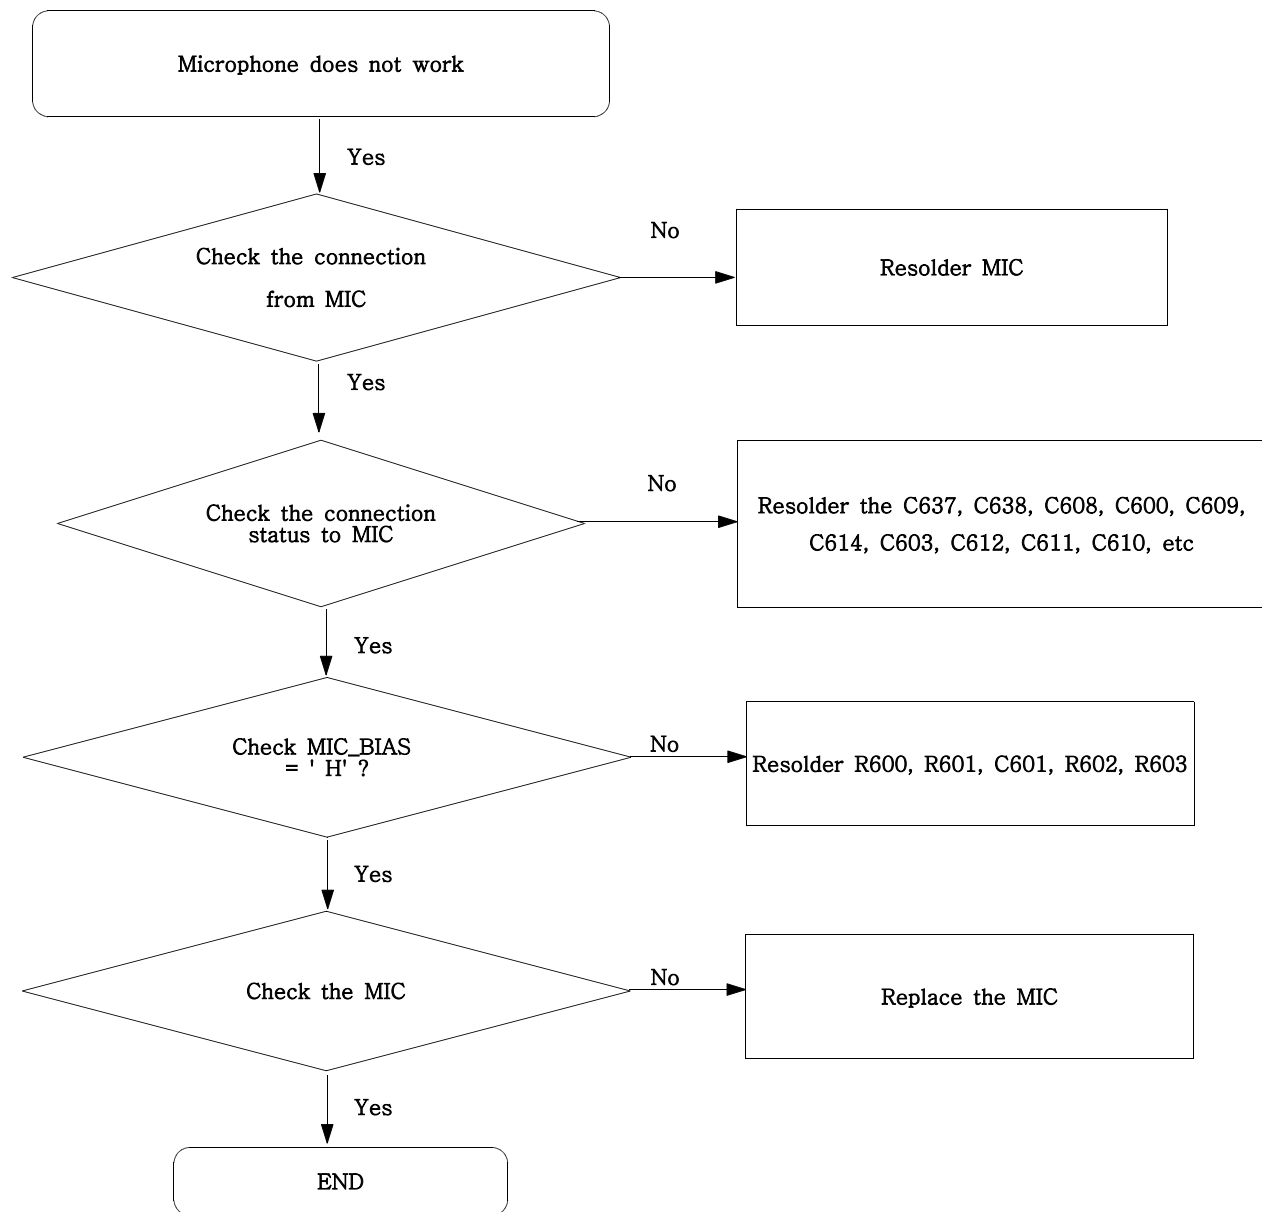 Microphone does not work
Yes
Check the connection
from MIC
No
Resolder MIC
Yes
Check the connection
status to MIC
No
Resolder the C637, C638, C608, C600, C609,
C614, C603, C612, C611, C610, etc
Yes
Check MIC_BIAS
= ' H' ?
No
Resolder R600, R601, C601, R602, R603
Yes
Check the MIC
No
Replace the MIC
Yes
END